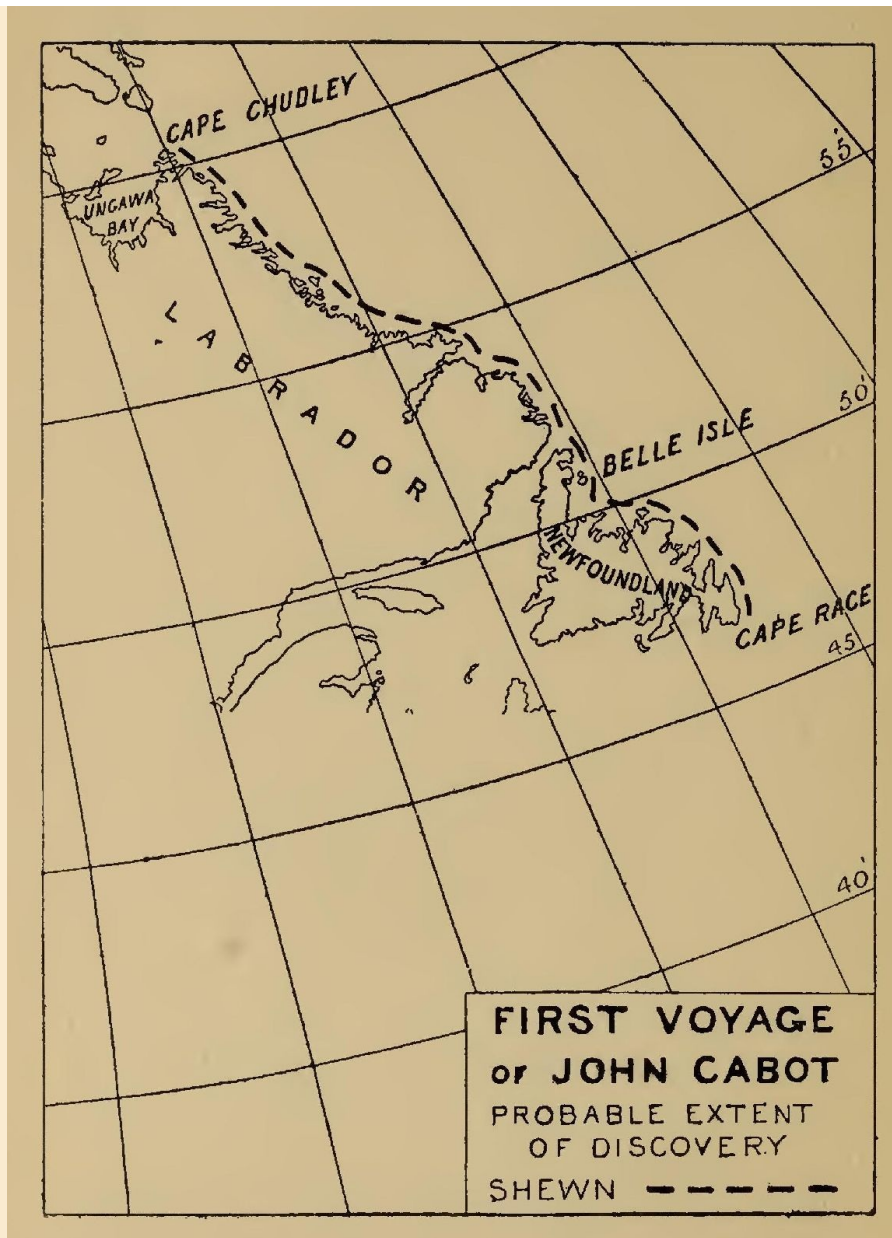 CAPE CHUDLEY
55'
UNGAWA
BAY
LABRADOR
50'
BELLE ISLE
NEWFOUNDLAND
CAPE RACE
45'
40'
FIRST VOYAGE
of JOHN CABOT
PROBABLE EXTENT
OF DISCOVERY
SHEWN